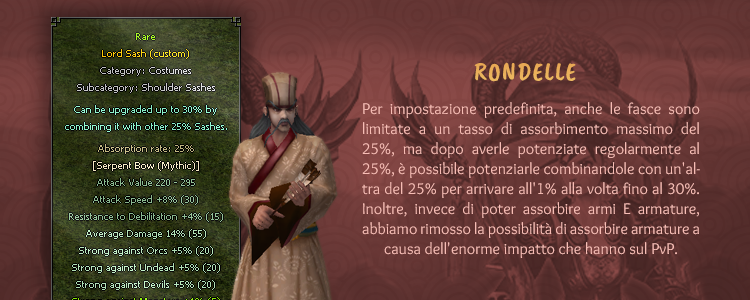 Rare
Lord Sash (custom)
Category: Costumes
Subcategory: Shoulder Sashes
Can be upgraded up to 30% by
combining it with other 25% Sashes.
Absorption rate: 25%
[Serpent Bow (Mythic)]
Attack Value 220 - 295
Attack Speed +8% (30)
Resistance to Debilitation +4% (15)
Average Damage 14% (55)
Strong against Orcs +5% (20)
Strong against Undead +5% (20)
Strong against Devils +5% (20)
RONDELLE
Per impostazione predefinita, anche le fasce sono
limitate a un tasso di assorbimento massimo del
25%, ma dopo averle potenziate regolarmente al
25%, è possibile potenziarle combinandole con un'al-
tra del 25% per arrivare all'1% alla volta fino al 30%.
Inoltre, invece di poter assorbire armi E armature,
abbiamo rimosso la possibilità di assorbire armature a
causa dell'enorme impatto che hanno sul PvP.